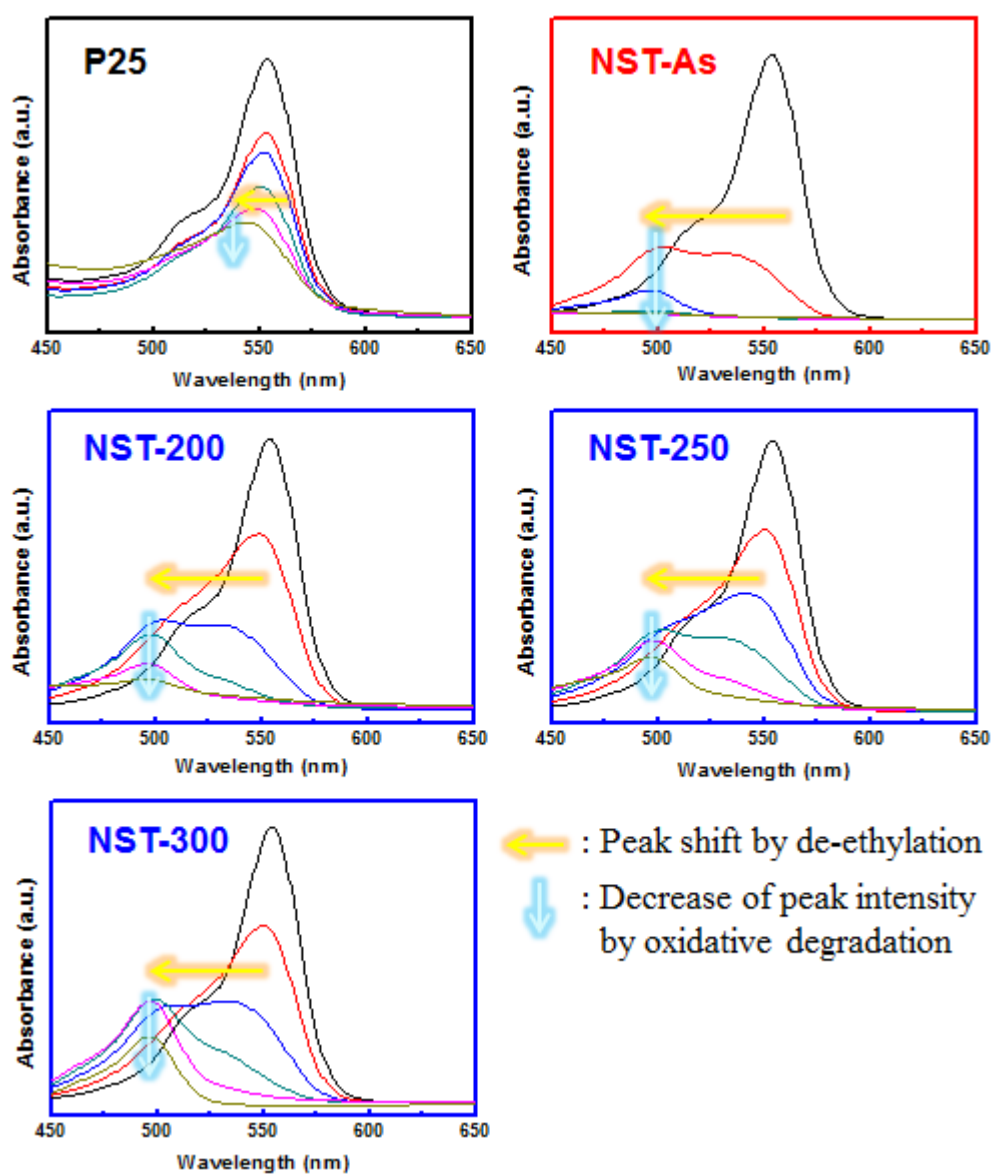 P25
Absorbance (a.u.)
450 500 550 600 650
Wavelength (nm)
NST-As
Absorbance (a.u.)
450 500 550 600 650
Wavelength (nm)
NST-200
Absorbance (a.u.)
450 500 550 600 650
Wavelength (nm)
NST-250
Absorbance (a.u.)
450 500 550 600 650
Wavelength (nm)
NST-300
Absorbance (a.u.)
450 500 550 600 650
Wavelength (nm)
: Peak shift by de-ethylation
: Decrease of peak intensity
by oxidative degradation